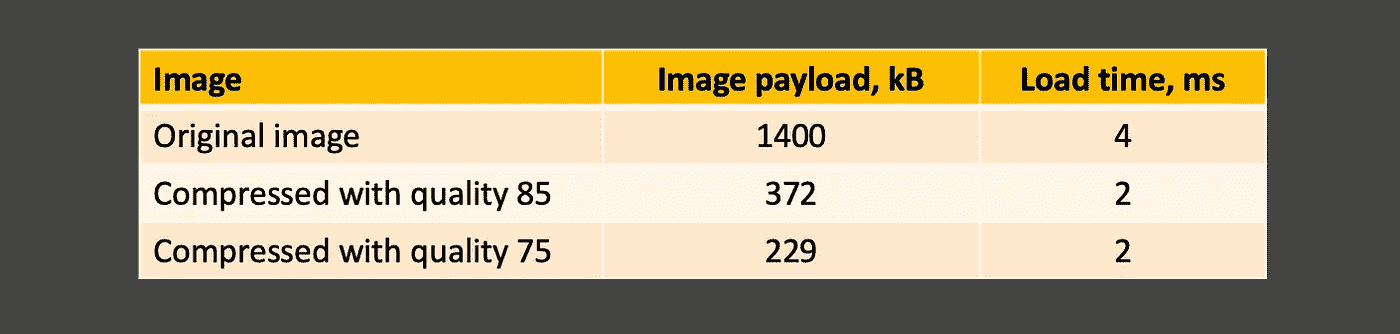 Image Image payload, kB Load time, ms
Original image 1400 4
Compressed with quality 85 372 2
Compressed with quality 75 229 2